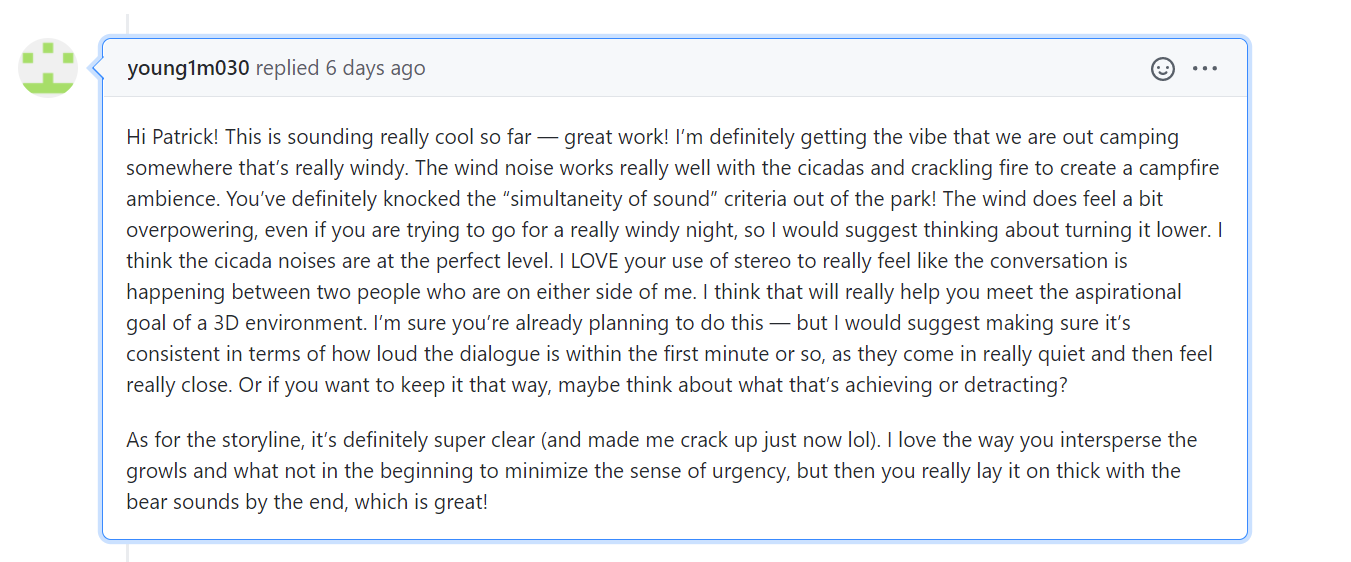 young1m030 replied 6 days ago
Hi Patrick! This is sounding really cool so far — great work! I’m definitely getting the vibe that we are out camping
somewhere that’s really windy. The wind noise works really well with the cicadas and crackling fire to create a campfire
ambience. You’ve definitely knocked the “simultaneity of sound” criteria out of the park! The wind does feel a bit
overpowering, even if you are trying to go for a really windy night, so I would suggest thinking about turning it lower. I
think the cicada noises are at the perfect level. I LOVE your use of stereo to really feel like the conversation is
happening between two people who are on either side of me. I think that will really help you meet the aspirational
goal of a 3D environment. I’m sure you’re already planning to do this — but I would suggest making sure it’s
consistent in terms of how loud the dialogue is within the first minute or so, as they come in really quiet and then feel
really close. Or if you want to keep it that way, maybe think about what that’s achieving or detracting?
As for the storyline, it’s definitely super clear (and made me crack up just now lol). I love the way you intersperse the
growls and what not in the beginning to minimize the sense of urgency, but then you really lay it on thick with the
bear sounds by the end, which is great!